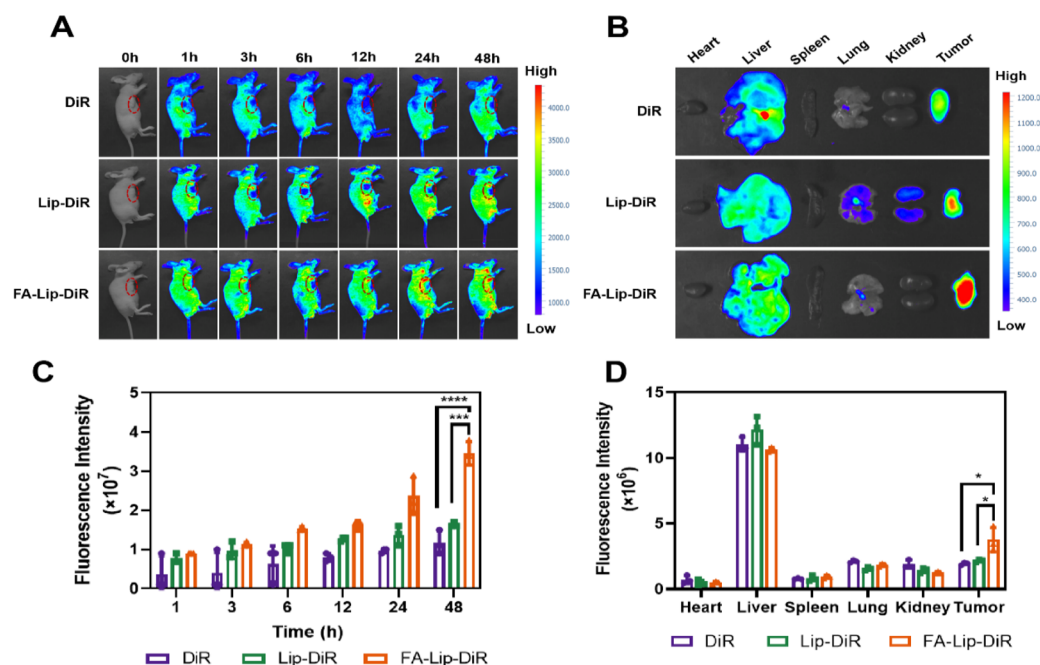 A
0h 1h 3h 6h 12h 24h 48h
High
DiR
Lip-DiR
FA-Lip-DiR
4000.0
3500.0
3000.0
2500.0
2000.0
1500.0
1000.0
Low
B
Heart Liver Spleen Lung Kidney Tumor
High
DiR
Lip-DiR
FA-Lip-DiR
1200.0
1100.0
1000.0
900.0
800.0
700.0
600.0
500.0
400.0
Low
C
Fluorescence Intensity
(×10⁷)
5
4
3
2
1
0
****
***
1 3 6 12 24 48
Time (h)
DiR Lip-DiR FA-Lip-DiR
D
Fluorescence Intensity
(×10⁶)
15
10
5
0
*
*
Heart Liver Spleen Lung Kidney Tumor
DiR Lip-DiR FA-Lip-DiR